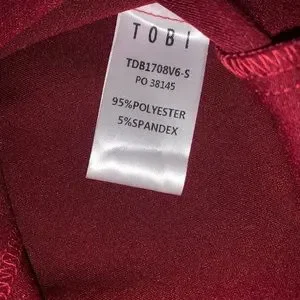 TOBI
TDB1708V6-S
PO 38145
95%POLYESTER
5%SPANDEX